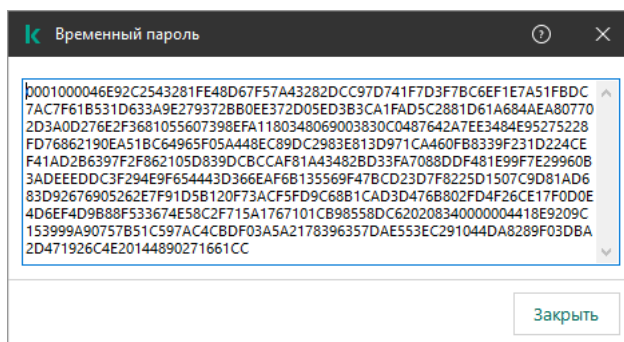 Временный пароль
0001000046E92C2543281FE48D67F57A43282DCC97D741F7D3F7BC6EF1E7A51FBDC
7AC7F61B531D633A9E279372BB0EE372D05ED3B3CA1FAD5C2881D61A684AEA80770
2D3A0D276E2F3681055607398EFA1180348069003830C0487642A7EE3484E95275228
FD76862190EA51BC64965F05A448EC89DC2983E813D971CA460FB8339F231D224CE
F41AD2B6397F2F862105D839DCBCCAF81A43482BD33FA7088DDF481E99F7E29960B
3ADEEEDDC3F294E9F654443D366EAF6B135569F47BCD23D7F8225D1507C9D81AD6
83D92676905262E7F91D5B120F73ACF5FD9C68B1CAD3D476B802FD4F26CE17F0D0E
4D6EF4D9B88F533674E58C2F715A1767101CB98558DC620208340000004418E9209C
153999A90757B51C597AC4CBDF03A5A2178396357DAE553EC291044DA8289F03DBA
2D471926C4E20144890271661CC
Закрыть